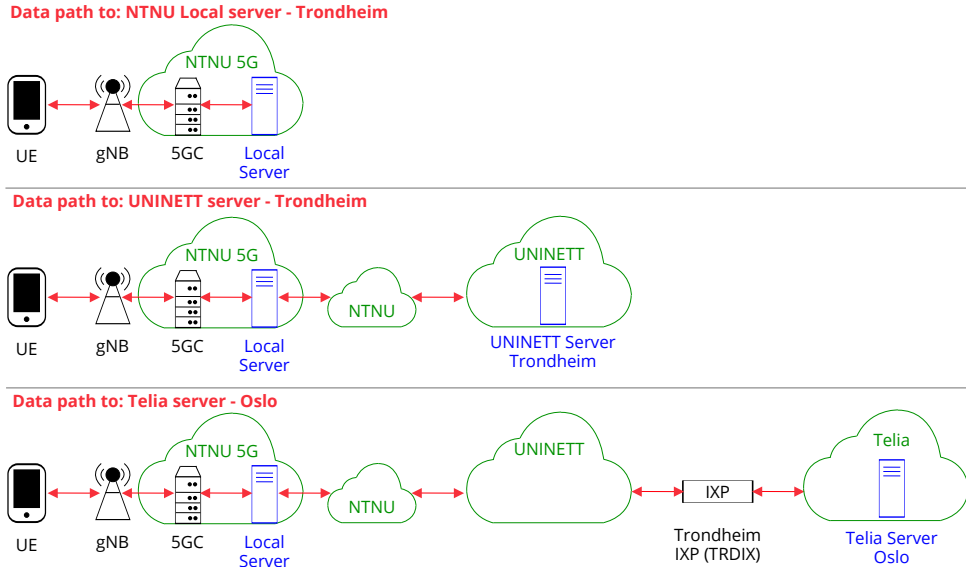 Data path to: NTNU Local server - Trondheim
NTNU 5G
UE
gNB
5GC
Local
Server
Data path to: UNINETT server - Trondheim
NTNU 5G
UNINETT
NTNU
UE
gNB
5GC
Local
Server
UNINETT Server
Trondheim
Data path to: Telia server - Oslo
NTNU 5G
UNINETT
Telia
NTNU
IXP
UE
gNB
5GC
Local
Server
Trondheim
IXP (TRDIX)
Telia Server
Oslo